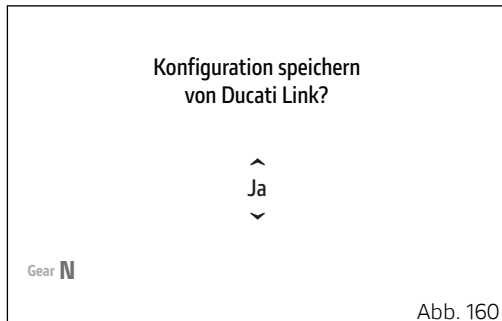 Konfiguration speichern
von Ducati Link?
Ja
Gear N
Abb. 160